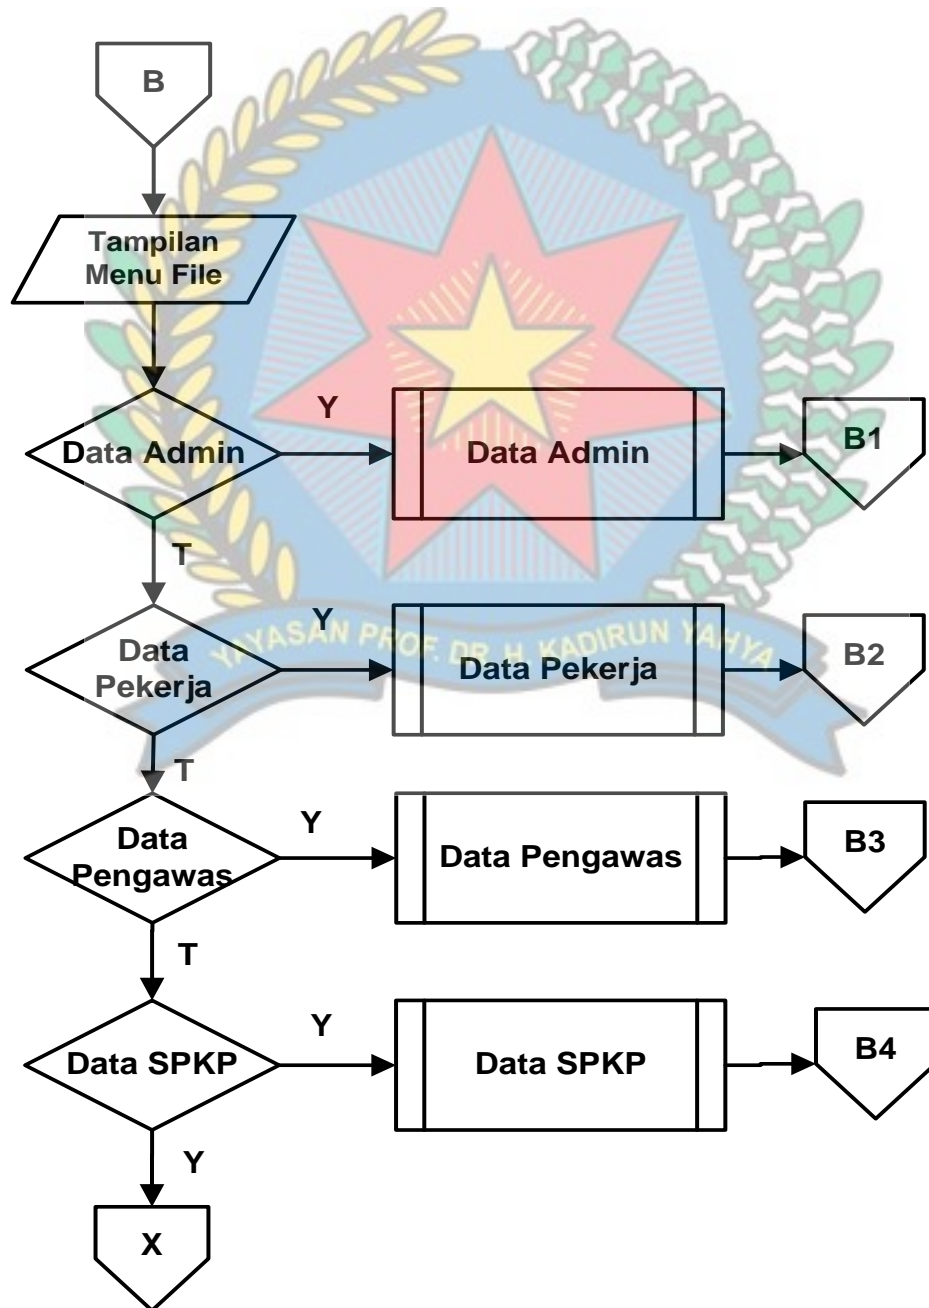 B
Tampilan
Menu File
Data Admin
Y
Data Admin
B1
T
Data
Pekerja
Y
Data Pekerja
B2
YAYASAN PROF. DR. H. KADIRUN YAHYA
T
Data
Pengawas
Y
Data Pengawas
B3
T
Data SPKP
Y
Data SPKP
B4
Y
X